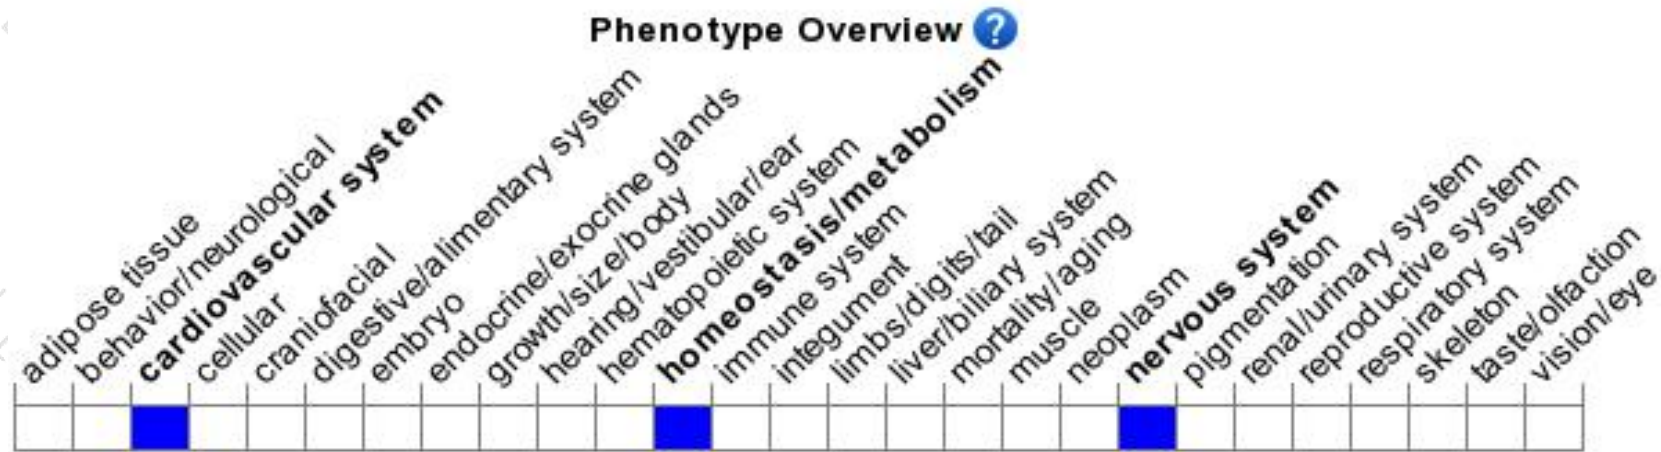 Phenotype Overview ?
adipose tissue
behavior/neurological
cardiovascular system
cellular
craniofacial
digestive/alimentary system
embryo
endocrine/exocrine glands
growth/size/body
hearing/vestibular/ear
hematopoietic system
homeostasis/metabolism
immune system
integument
limbs/digits/tail
liver/biliary system
mortality/aging
muscle
neoplasm
nervous system
pigmentation
renal/urinary system
reproductive system
respiratory system
skeleton
taste/olfaction
vision/eye